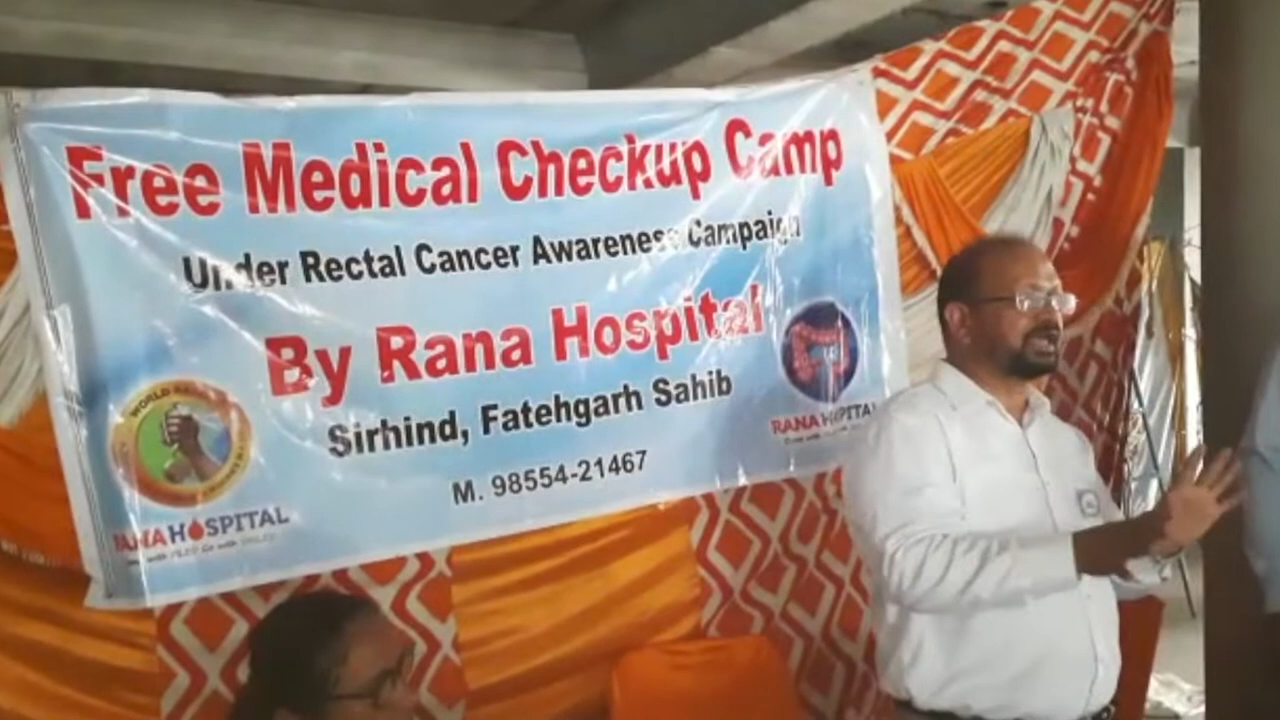 Free Medical Checkup Camp
Under Rectal Cancer Awareness Campaign
By Rana Hospital
Sirhind, Fatehgarh Sahib
M. 98554-21467
WORLD
RANA HOSPITAL
RANA HOSPITAL